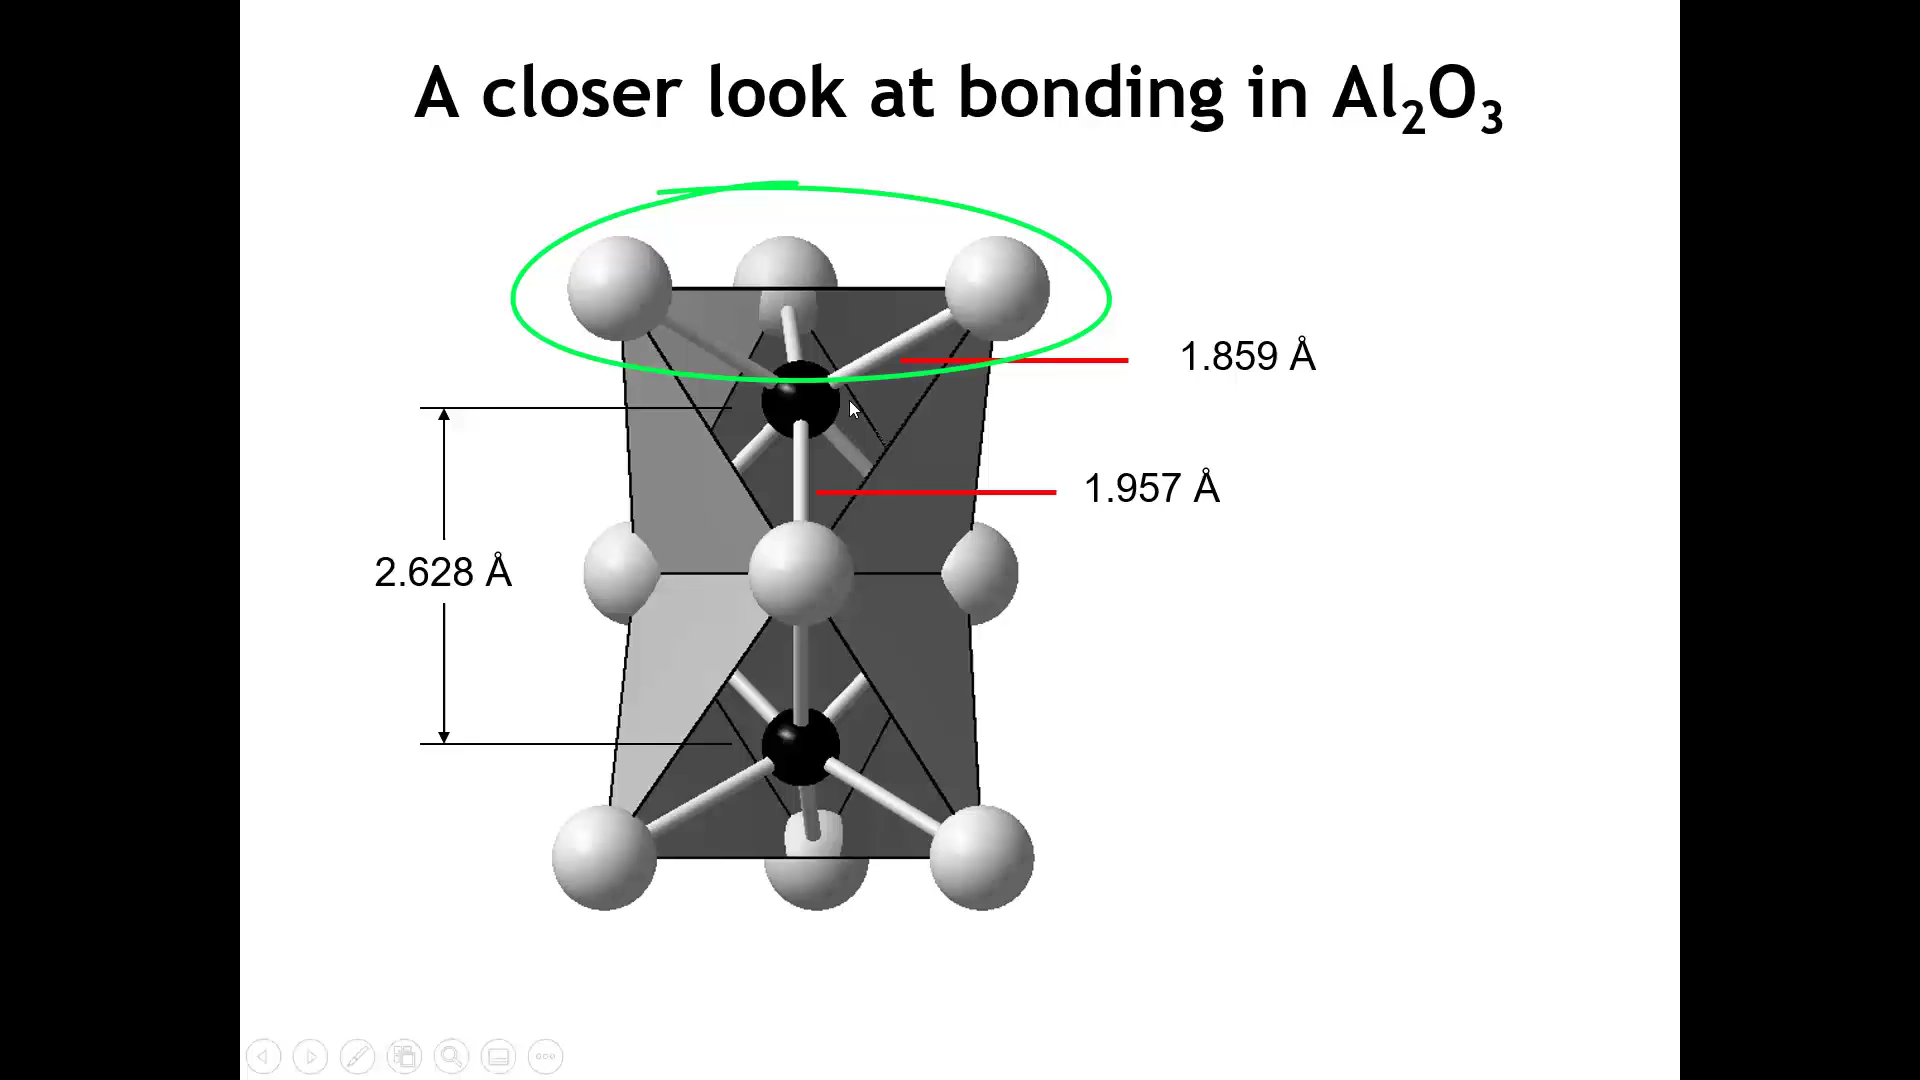 A closer look at bonding in Al₂O₃
1.859 Å
1.957 Å
2.628 Å